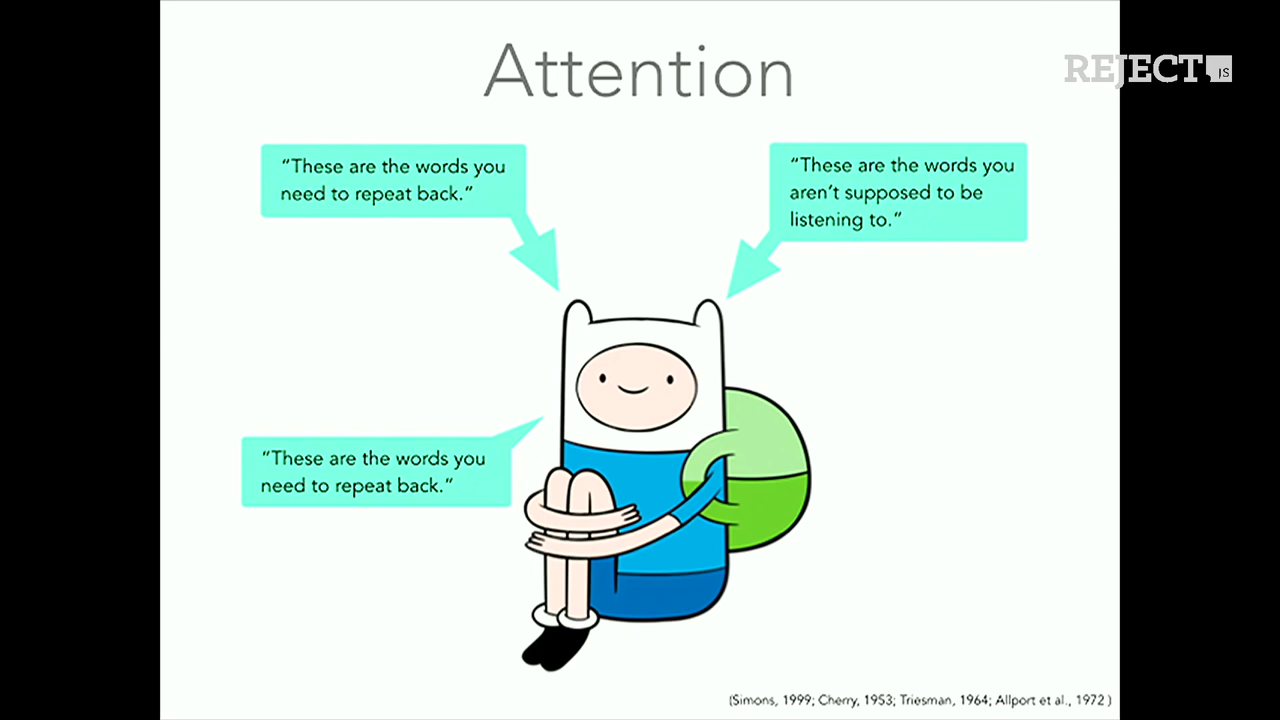 Attention
REJECT JS
“These are the words you
need to repeat back.”
“These are the words you
aren’t supposed to be
listening to.”
“These are the words you
need to repeat back.”
(Simons, 1999; Cherry, 1953; Triesman, 1964; Allport et al., 1972 )